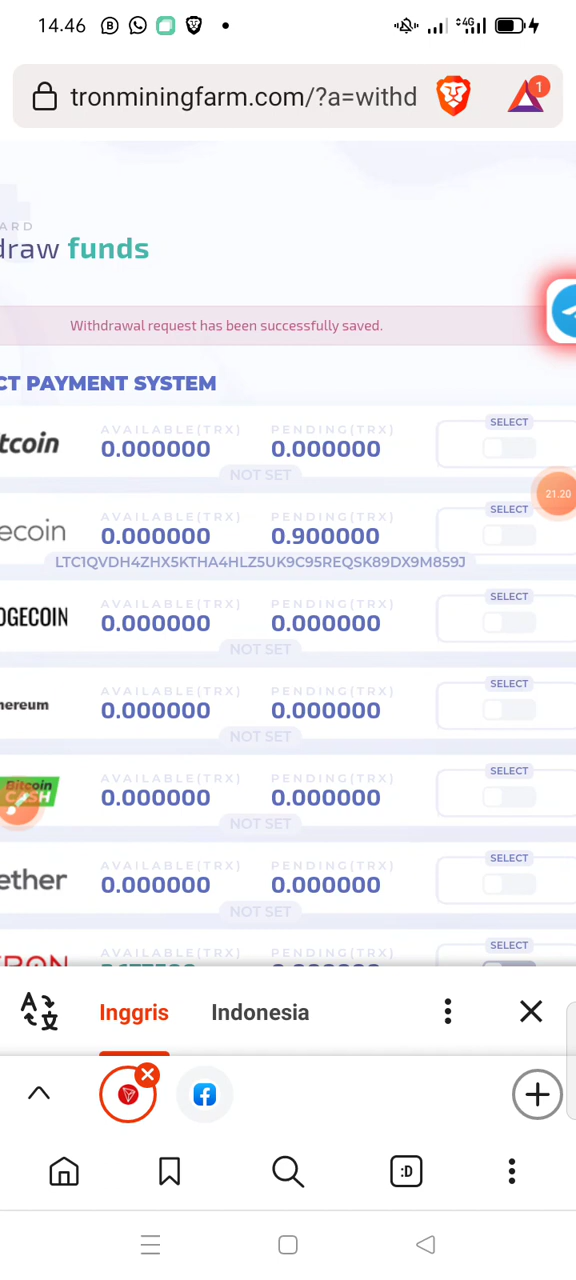 14.46
4G
tronminingfarm.com/?a=withd
1
ARD
draw funds
Withdrawal request has been successfully saved.
CT PAYMENT SYSTEM
tcoin
AVAILABLE(TRX) PENDING(TRX) SELECT
0.000000 0.000000
NOT SET
21.20
ecoin
AVAILABLE(TRX) PENDING(TRX) SELECT
0.000000 0.900000
LTC1QVDH4ZHX5KTHA4HLZ5UK9C95REQSK89DX9M859J
OGECOIN
AVAILABLE(TRX) PENDING(TRX) SELECT
0.000000 0.000000
NOT SET
hereum
AVAILABLE(TRX) PENDING(TRX) SELECT
0.000000 0.000000
NOT SET
Bitcoin
CASH
AVAILABLE(TRX) PENDING(TRX) SELECT
0.000000 0.000000
NOT SET
ether
AVAILABLE(TRX) PENDING(TRX) SELECT
0.000000 0.000000
NOT SET
AVAILABLE(TRX) PENDING(TRX) SELECT
Inggris Indonesia
:D